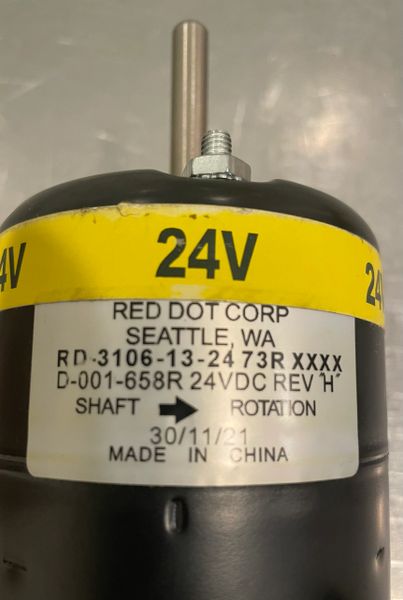 4V 24V 24
RED DOT CORP
SEATTLE, WA
RD-3106-13-24 73R XXXX
D-001-658R 24VDC REV "H"
SHAFT ➡ ROTATION
30/11/21
MADE IN CHINA